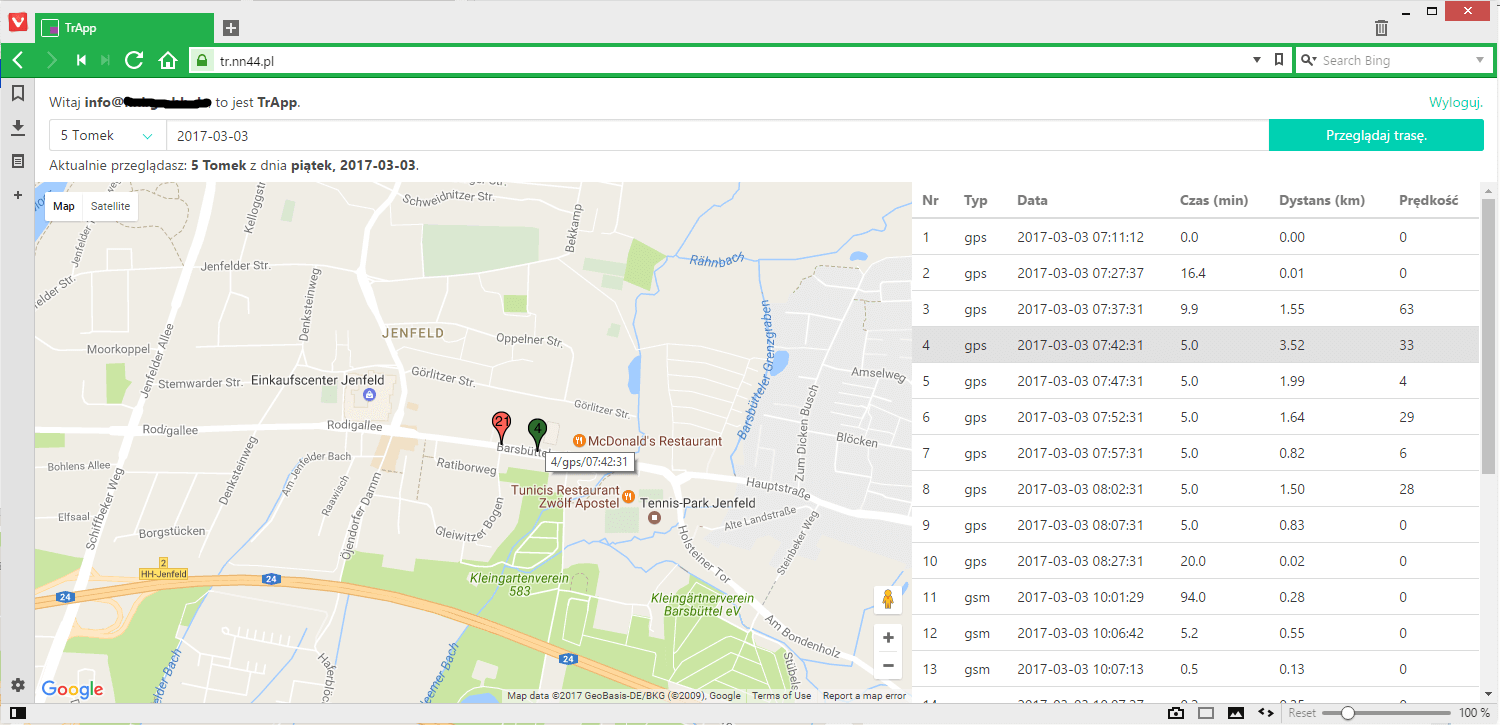 TrApp
tr.nn44.pl
Search Bing
Witaj info@ to jest TrApp.
Wyloguj.
5 Tomek
2017-03-03
Przeglądaj trasę.
Aktualnie przeglądasz: 5 Tomek z dnia piątek, 2017-03-03.
Map Satellite
Schweidnitzer Str.
Kelloggstr.
Bekkamp
Jenfelder Str.
Jenfelder Str.
Rähnbach
Denksteinweg
JENFELD
Oppelner Str.
Barsbütteler Grenzgraben
Moorkoppel
Jenfelder Allee
Görlitzer Str.
Stemwarder Str.
Einkaufscenter Jenfeld
Amselweg
Görlitzer Str.
Zum Dicken Busch
21
4
Rodigallee
Rodigallee
McDonald's Restaurant
Blöcken
Barsbüttel
4/gps/07:42:31
Bohlens Allee
Denksteinweg
Am Jenfelder Bach
Ratiborweg
Hauptstraße
Raawisch
Öjendorfer Damm
Tunicis Restaurant
Zwölf Apostel
Tennis-Park Jenfeld
Elfsaal
Schiffbeker Weg
Borgstücken
Gleiwitzer Bogen
Alte Landstraße
Steinbeker Weg
Holsteiner Tor
2
HH-Jenfeld
24
24
Kleingartenverein
583
Kleingärtnerverein
Barsbüttel eV
Am Bondenholz
24
Stübel
Google
Map data ©2017 GeoBasis-DE/BKG (©2009), Google Terms of Use Report a map error
Nr Typ Data Czas (min) Dystans (km) Prędkość
1 gps 2017-03-03 07:11:12 0.0 0.00 0
2 gps 2017-03-03 07:27:37 16.4 0.01 0
3 gps 2017-03-03 07:37:31 9.9 1.55 63
4 gps 2017-03-03 07:42:31 5.0 3.52 33
5 gps 2017-03-03 07:47:31 5.0 1.99 4
6 gps 2017-03-03 07:52:31 5.0 1.64 29
7 gps 2017-03-03 07:57:31 5.0 0.82 6
8 gps 2017-03-03 08:02:31 5.0 1.50 28
9 gps 2017-03-03 08:07:31 5.0 0.83 0
10 gps 2017-03-03 08:27:31 20.0 0.02 0
11 gsm 2017-03-03 10:01:29 94.0 0.28 0
12 gsm 2017-03-03 10:06:42 5.2 0.55 0
13 gsm 2017-03-03 10:07:13 0.5 0.13 0
Reset 100 %